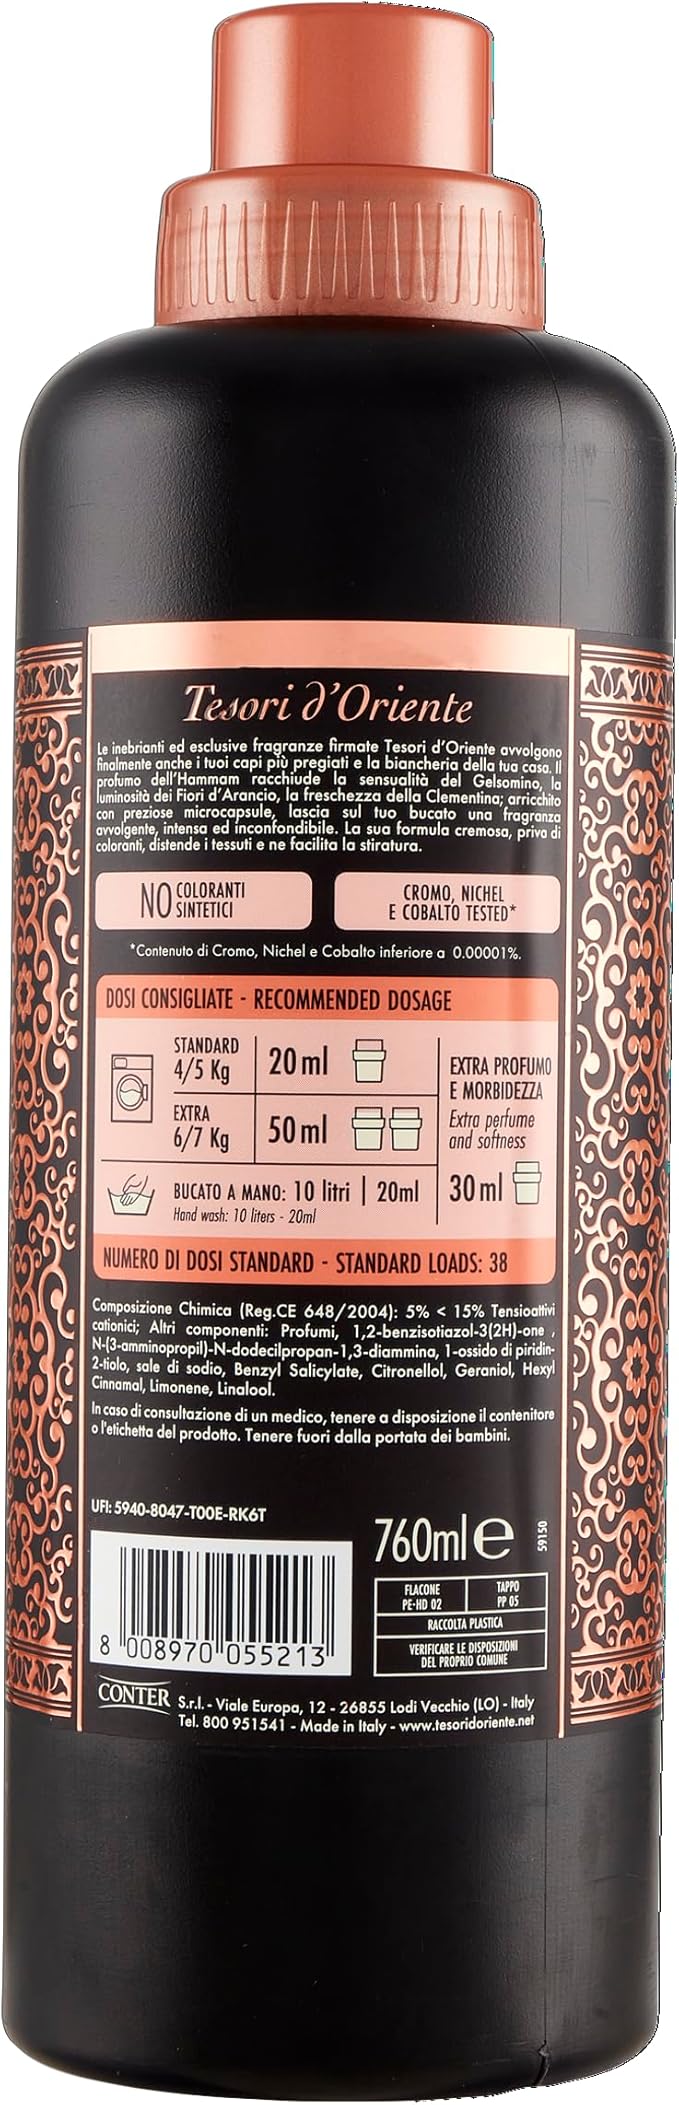 Tesori d'Oriente
Le inebrianti ed esclusive fragranze firmate Tesori d'Oriente avvolgono
finalmente anche i tuoi capi più pregiati e la biancheria della tua casa. Il
profumo dell'Hammam racchiude la sensualità del Gelsomino, la
luminosità dei Fiori d'Arancio, la freschezza della Clementina; arricchito
con preziose microcapsule, lascia sul tuo bucato una fragranza
avvolgente, intensa ed inconfondibile. La sua formula cremosa, priva di
coloranti, distende i tessuti e ne facilita la stiratura.
NO COLORANTI
SINTETICI
CROMO, NICHEL
E COBALTO TESTED*
*Contenuto di Cromo, Nichel e Cobalto inferiore a 0.00001%.
DOSI CONSIGLIATE - RECOMMENDED DOSAGE
STANDARD
4/5 Kg
20 ml
EXTRA
6/7 Kg
50 ml
EXTRA PROFUMO
E MORBIDEZZA
Extra perfume
and softness
30 ml
BUCATO A MANO: 10 litri | 20ml
Hand wash: 10 liters - 20ml
NUMERO DI DOSI STANDARD - STANDARD LOADS: 38
Composizione Chimica (Reg.CE 648/2004): 5% < 15% Tensioattivi
cationici; Altri componenti: Profumi, 1,2-benzisotiazol-3(2H)-one ,
N-(3-amminopropil)-N-dodecilpropan-1,3-diammina, 1-ossido di piridin-
2-tiolo, sale di sodio, Benzyl Salicylate, Citronellol, Geraniol, Hexyl
Cinnamal, Limonene, Linalool.
In caso di consultazione di un medico, tenere a disposizione il contenitore
o l'etichetta del prodotto. Tenere fuori dalla portata dei bambini.
UFI: 5940-8047-T00E-RK6T
760ml e
59150
FLACONE
PE-HD 02
TAPPO
PP 05
RACCOLTA PLASTICA
VERIFICARE LE DISPOSIZIONI
DEL PROPRIO COMUNE
8 008970 055213
CONTER S.r.l. - Viale Europa, 12 - 26855 Lodi Vecchio (LO) - Italy
Tel. 800 951541 - Made in Italy - www.tesoridoriente.net